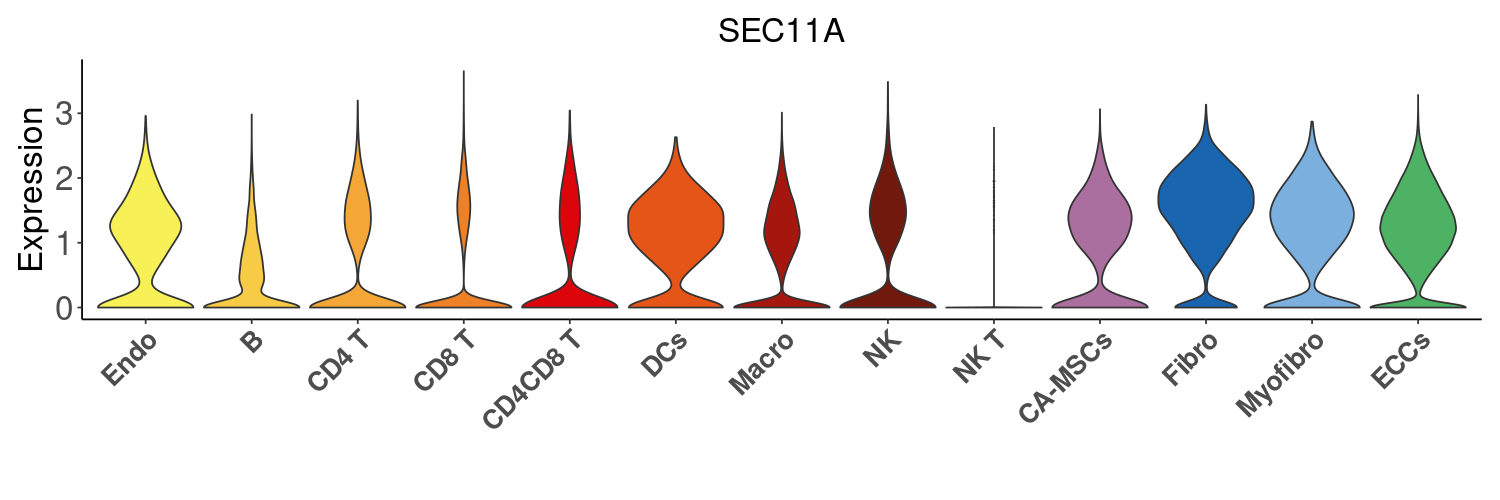 SEC11A
Expression
3
2
1
0
Endo
B
CD4 T
CD8 T
CD4CD8 T
DCs
Macro
NK
NK T
CA-MSCs
Fibro
Myofibro
ECCs